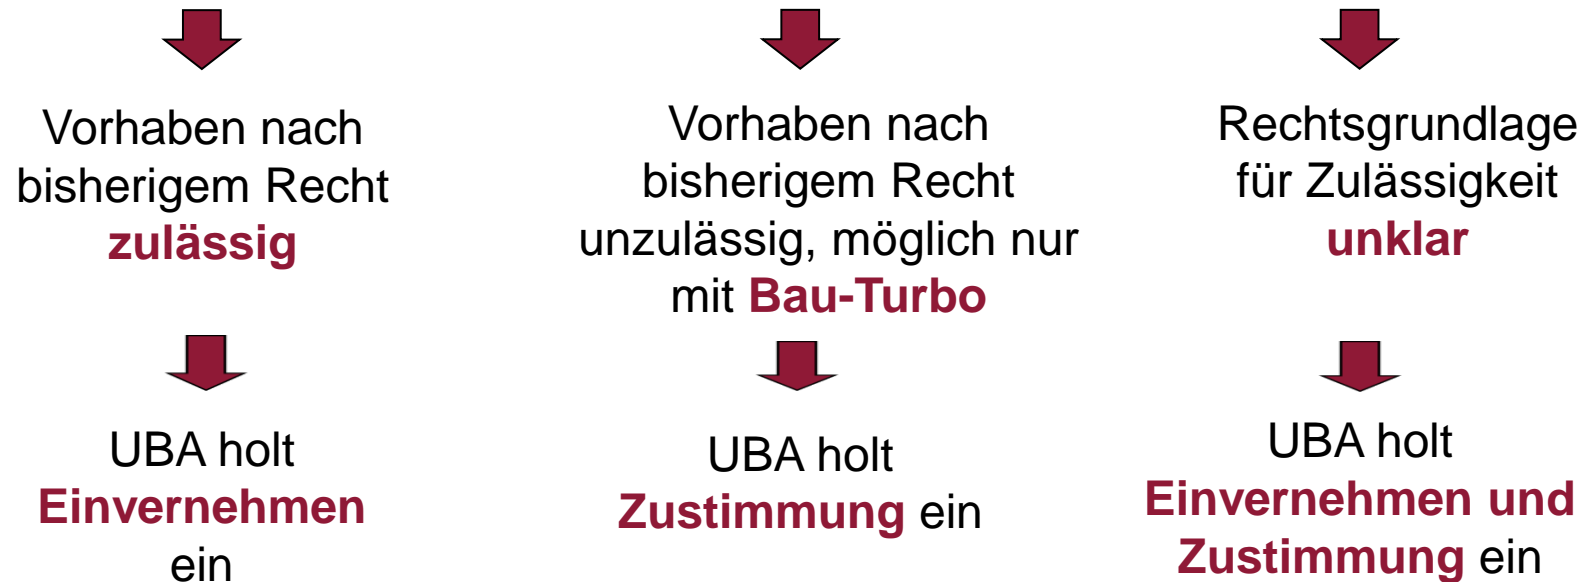 Vorhaben nach
bisherigem Recht
zulässig
UBA holt
Einvernehmen
ein
Vorhaben nach
bisherigem Recht
unzulässig, möglich nur
mit Bau-Turbo
UBA holt
Zustimmung ein
Rechtsgrundlage
für Zulässigkeit
unklar
UBA holt
Einvernehmen und
Zustimmung ein